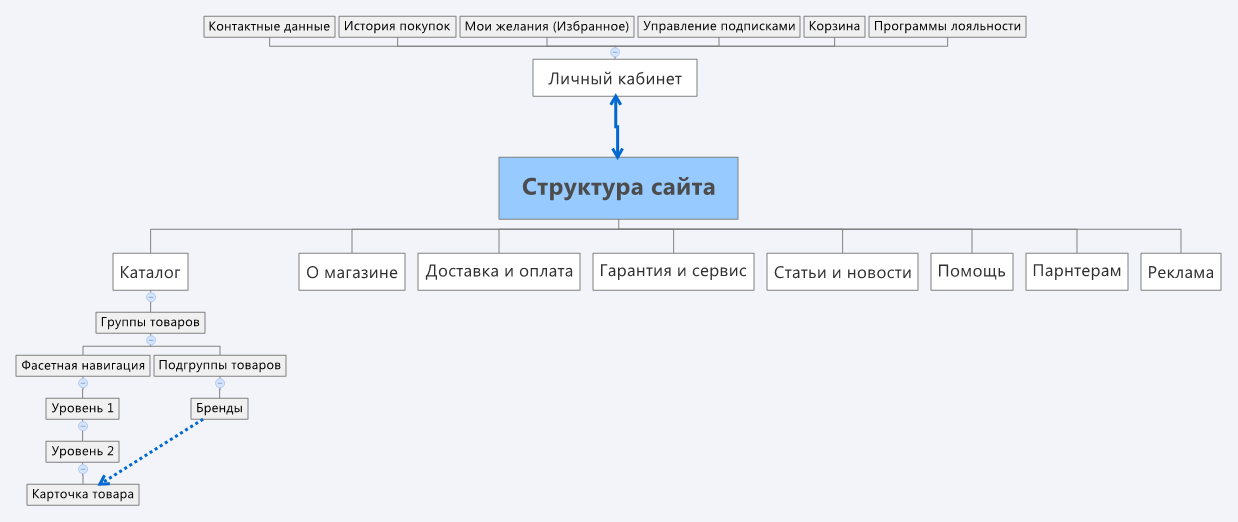 Контактные данные
История покупок
Мои желания (Избранное)
Управление подписками
Корзина
Программы лояльности
Личный кабинет
Структура сайта
Каталог
О магазине
Доставка и оплата
Гарантия и сервис
Статьи и новости
Помощь
Парнтерам
Реклама
Группы товаров
Фасетная навигация
Подгруппы товаров
Уровень 1
Бренды
Уровень 2
Карточка товара